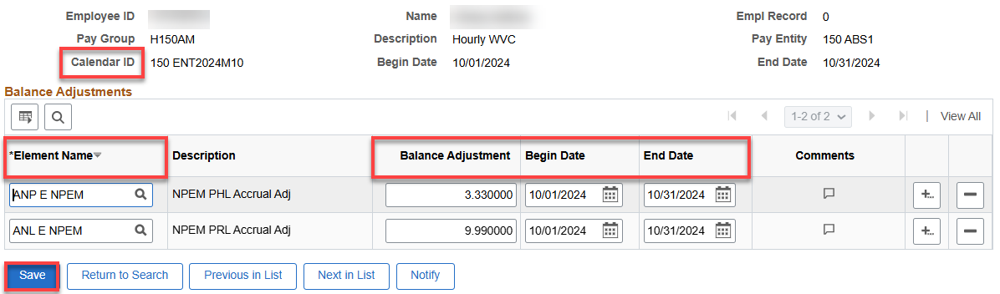 Employee ID Name Empl Record 0
Pay Group H150AM Description Hourly WVC Pay Entity 150 ABS1
Calendar ID 150 ENT2024M10 Begin Date 10/01/2024 End Date 10/31/2024
Balance Adjustments
1-2 of 2 | View All
*Element Name Description Balance Adjustment Begin Date End Date Comments
ANP E NPEM NPEM PHL Accrual Adj 3.330000 10/01/2024 10/31/2024
ANL E NPEM NPEM PRL Accrual Adj 9.990000 10/01/2024 10/31/2024
Save Return to Search Previous in List Next in List Notify